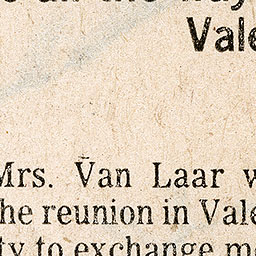 Vale
Mrs. Van Laar w
he reunion in Vale
ty to exchange m